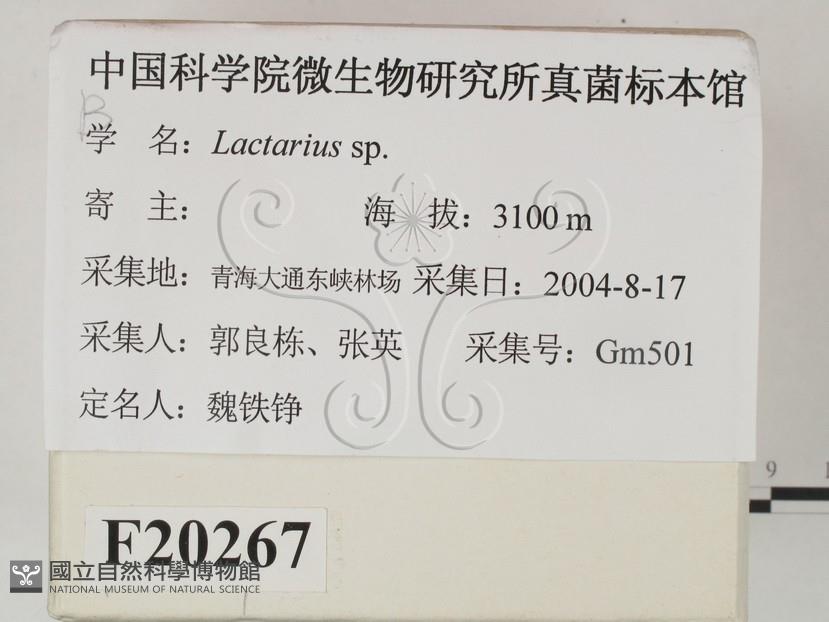 中国科学院微生物研究所真菌标本馆
B
学 名：Lactarius sp.
寄 主： 海 拔：3100 m
采集地：青海大通东峡林场 采集日：2004-8-17
采集人：郭良栋、张英 采集号：Gm501
定名人：魏铁铮
9
F20267
國立自然科學博物館
NATIONAL MUSEUM OF NATURAL SCIENCE